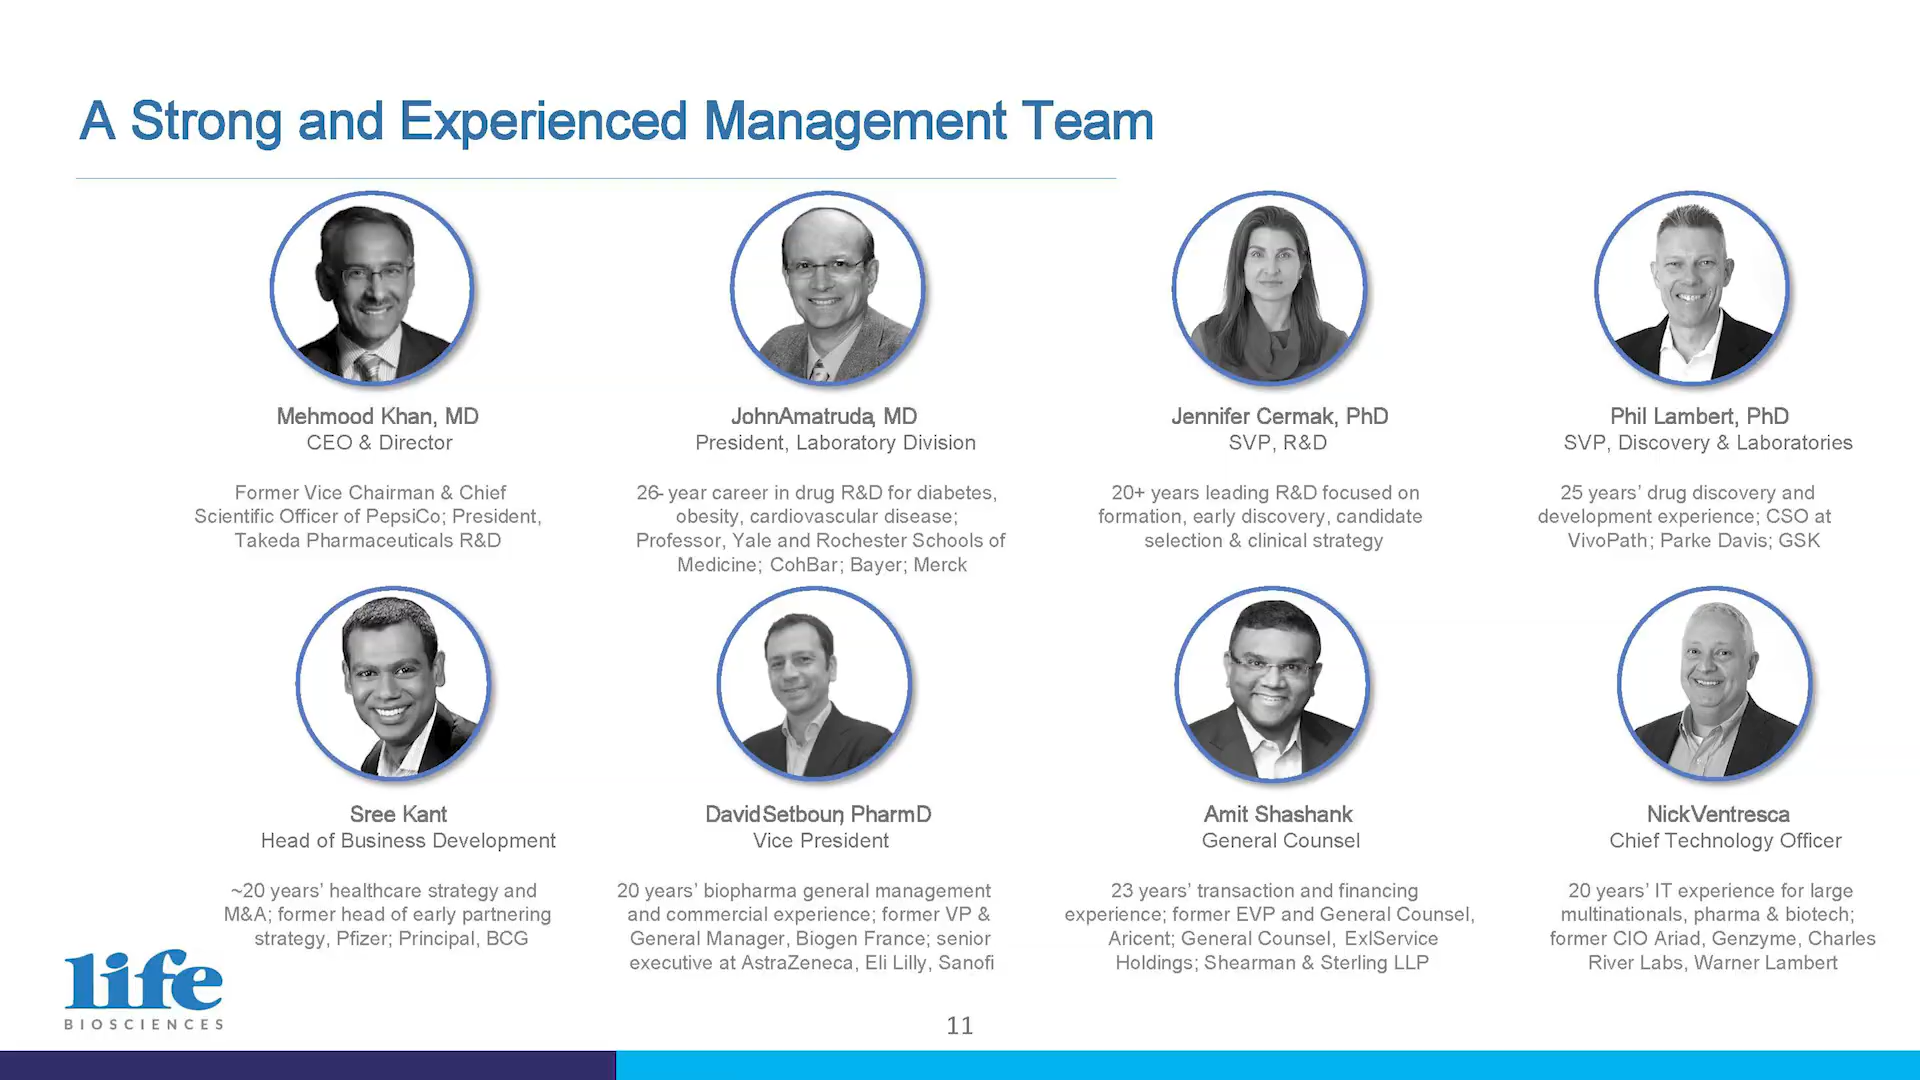 A Strong and Experienced Management Team
Mehmood Khan, MD
CEO & Director
Former Vice Chairman & Chief
Scientific Officer of PepsiCo; President,
Takeda Pharmaceuticals R&D
JohnAmatruda, MD
President, Laboratory Division
26- year career in drug R&D for diabetes,
obesity, cardiovascular disease;
Professor, Yale and Rochester Schools of
Medicine; CohBar; Bayer; Merck
Jennifer Cermak, PhD
SVP, R&D
20+ years leading R&D focused on
formation, early discovery, candidate
selection & clinical strategy
Phil Lambert, PhD
SVP, Discovery & Laboratories
25 years’ drug discovery and
development experience; CSO at
VivoPath; Parke Davis; GSK
Sree Kant
Head of Business Development
~20 years’ healthcare strategy and
M&A; former head of early partnering
strategy, Pfizer; Principal, BCG
DavidSetboun, PharmD
Vice President
20 years’ biopharma general management
and commercial experience; former VP &
General Manager, Biogen France; senior
executive at AstraZeneca, Eli Lilly, Sanofi
Amit Shashank
General Counsel
23 years’ transaction and financing
experience; former EVP and General Counsel,
Aricent; General Counsel, ExlService
Holdings; Shearman & Sterling LLP
NickVentresca
Chief Technology Officer
20 years’ IT experience for large
multinationals, pharma & biotech;
former CIO Ariad, Genzyme, Charles
River Labs, Warner Lambert
life
BIOSCIENCES
11